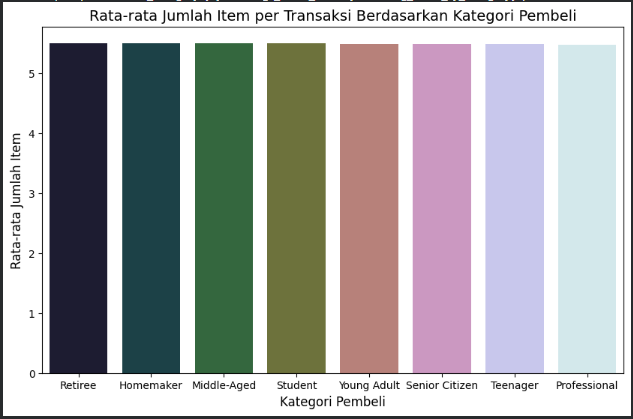 Rata-rata Jumlah Item per Transaksi Berdasarkan Kategori Pembeli
Rata-rata Jumlah Item
5
4
3
2
1
0
Retiree Homemaker Middle-Aged Student Young Adult Senior Citizen Teenager Professional
Kategori Pembeli